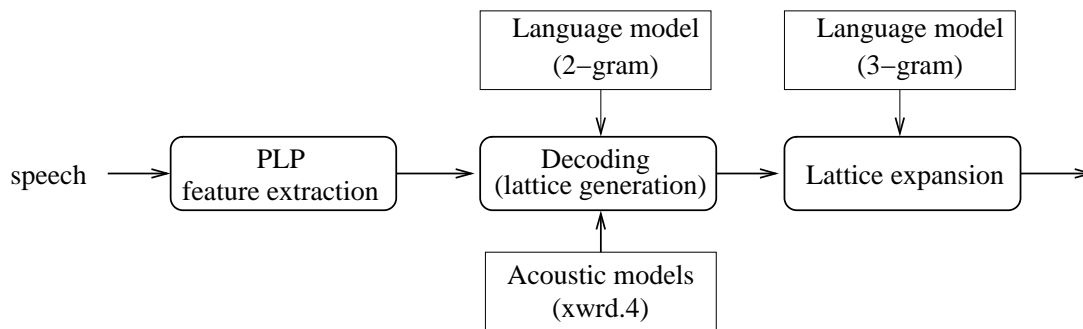 Language model
(2−gram)
Language model
(3−gram)
speech
PLP
feature extraction
Decoding
(lattice generation)
Lattice expansion
Acoustic models
(xwrd.4)